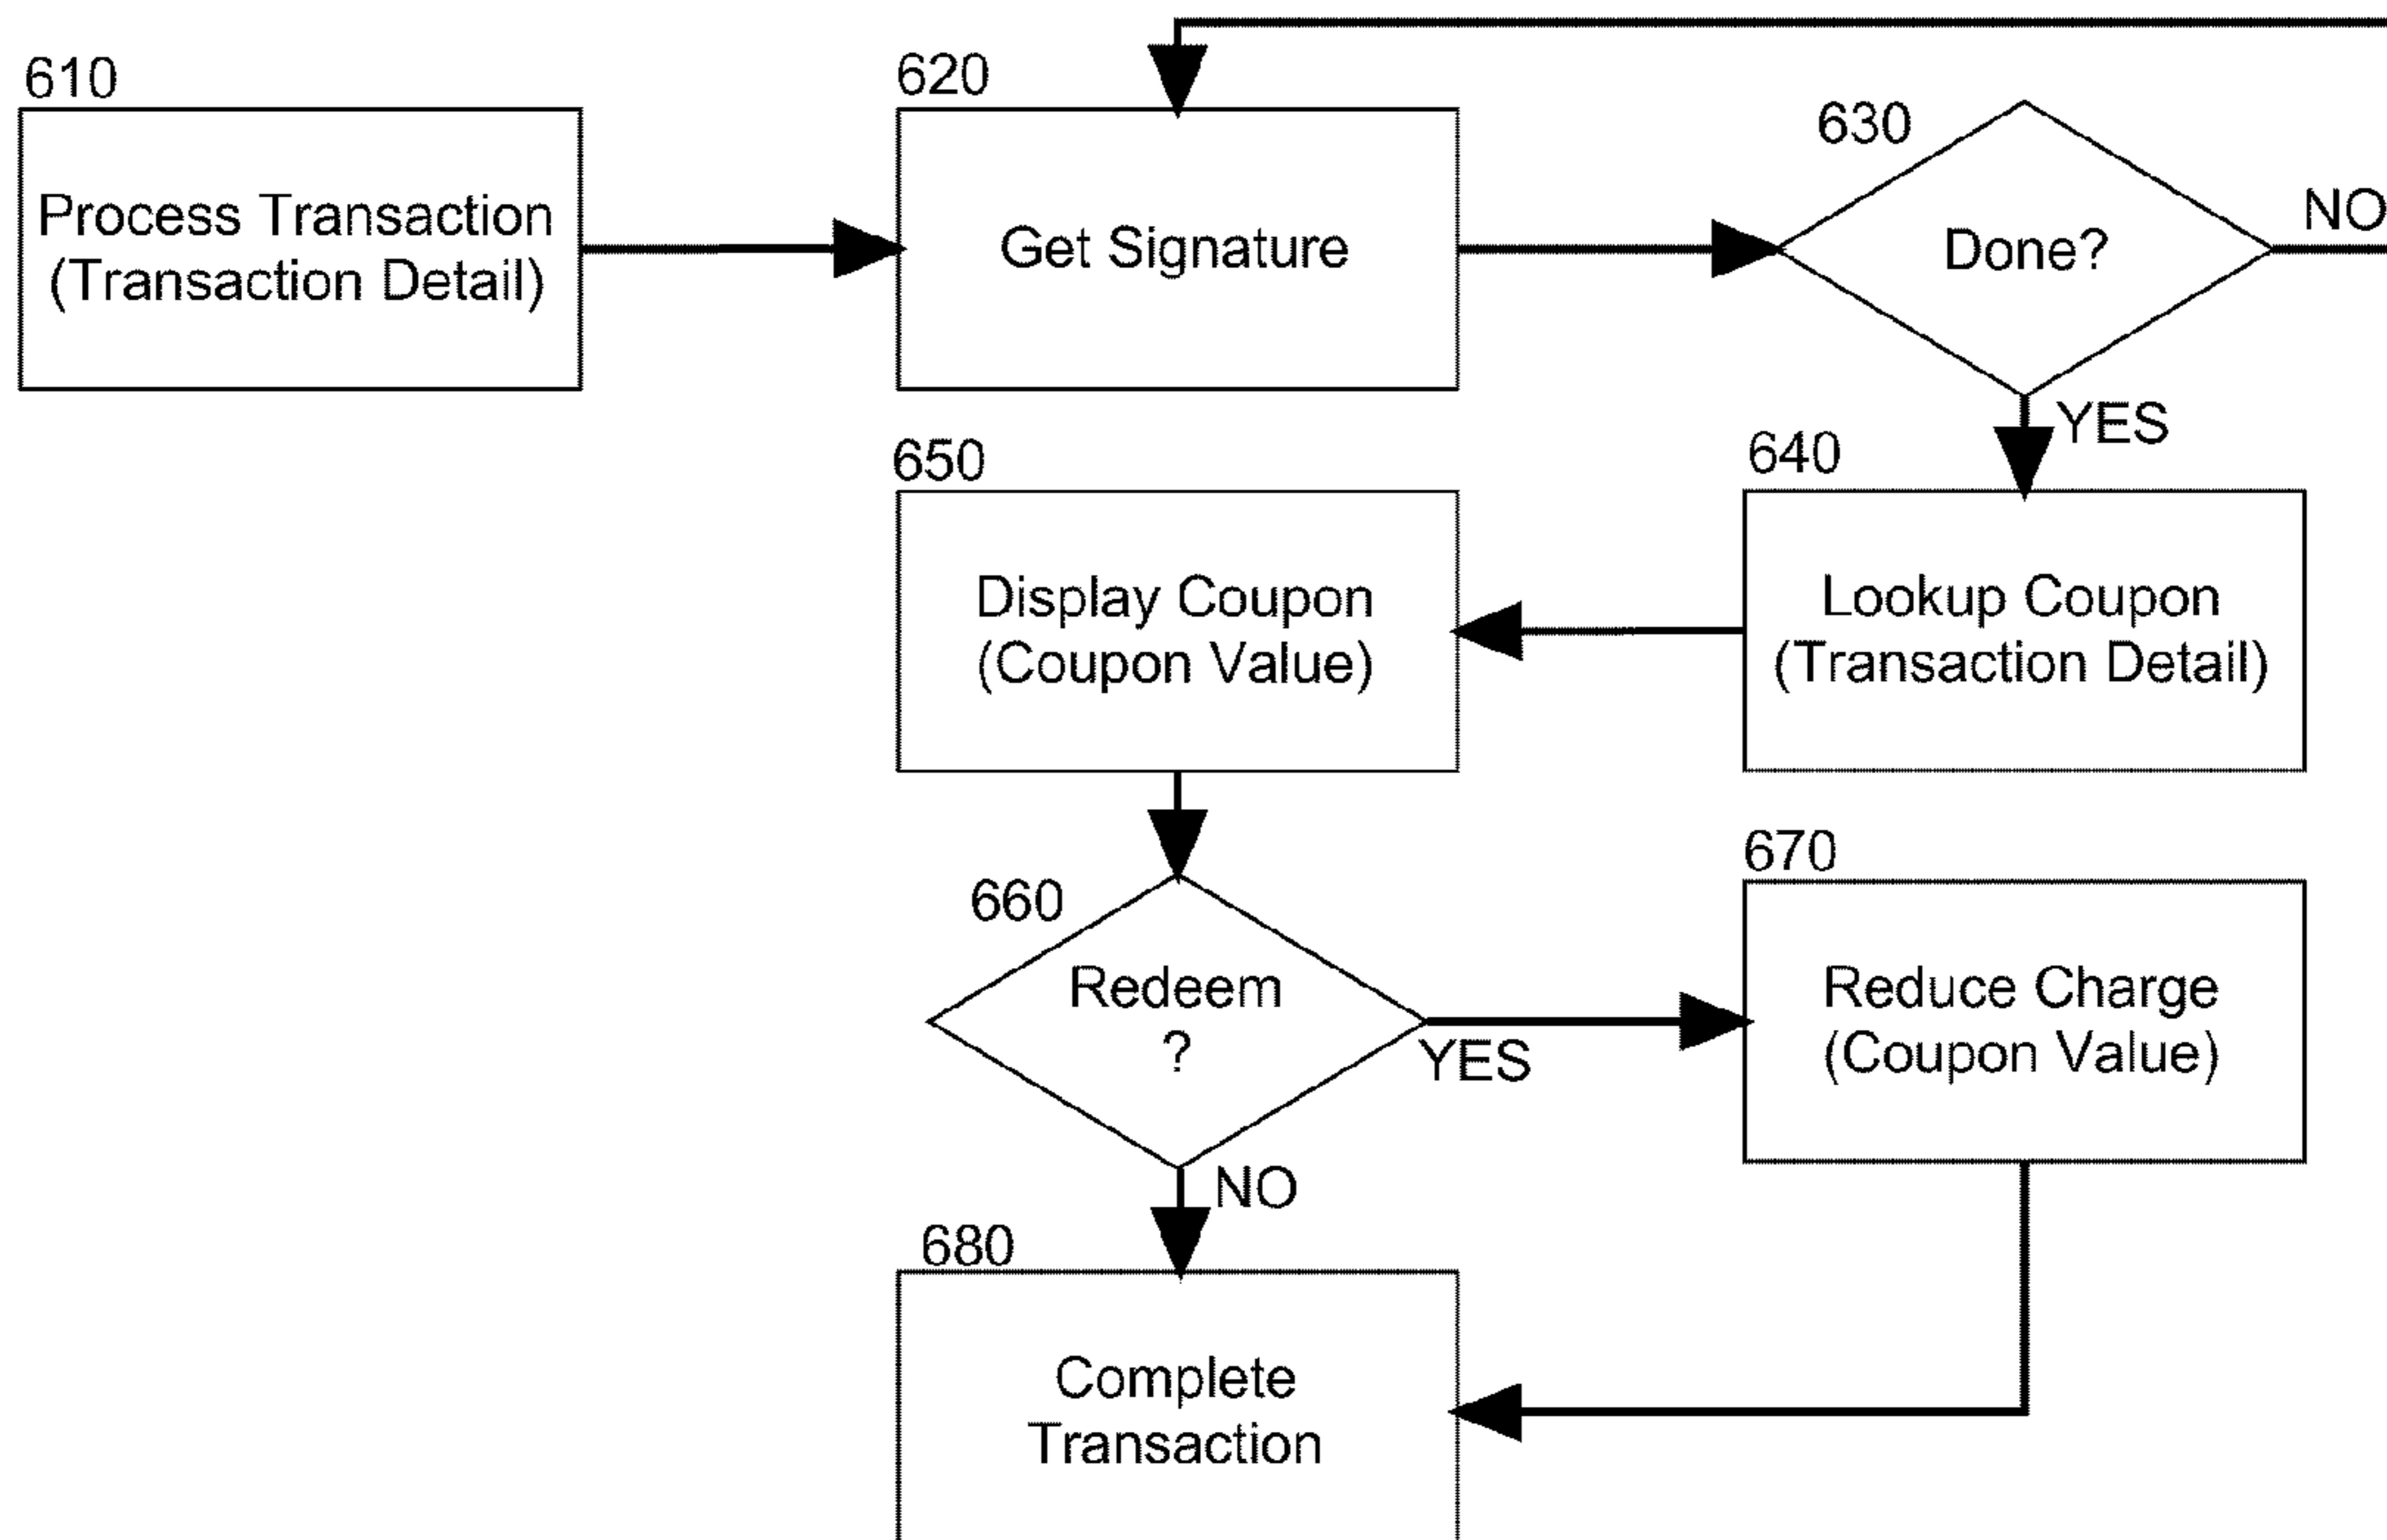 610
Process Transaction
(Transaction Detail)
620
Get Signature
630
Done?
NO
YES
640
Lookup Coupon
(Transaction Detail)
650
Display Coupon
(Coupon Value)
660
Redeem
?
YES
NO
670
Reduce Charge
(Coupon Value)
680
Complete
Transaction